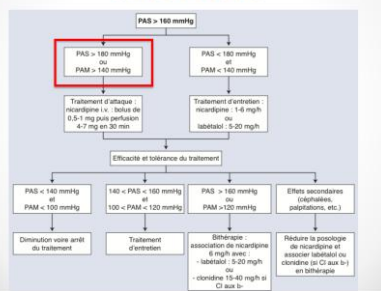 PAS > 160 mmHg
PAS > 180 mmHg
ou
PAM > 140 mmHg
PAS < 180 mmHg
et
PAM < 140 mmHg
Traitement d'attaque :
nicardipine i.v. : bolus de
0,5-1 mg puis perfusion
4-7 mg en 30 min
Traitement d'entretien :
nicardipine : 1-6 mg/h
ou
labétalol : 5-20 mg/h
Efficacité et tolérance du traitement
PAS < 140 mmHg
et
PAM < 100 mmHg
140 < PAS < 160 mmHg
et
100 < PAM < 120 mmHg
PAS > 160 mmHg
ou
PAM >120 mmHg
Effets secondaires
(céphalées,
palpitations, etc.)
Diminution voire arrêt
du traitement
Traitement
d'entretien
Bithérapie :
association de nicardipine
6 mg/h avec :
- labétalol : 5-20 mg/h
ou
- clonidine 15-40 mg/h si
CI aux b-
Réduire la posologie
de nicardipine et
associer labétalol ou
clonidine (si CI aux b-)
en bithérapie